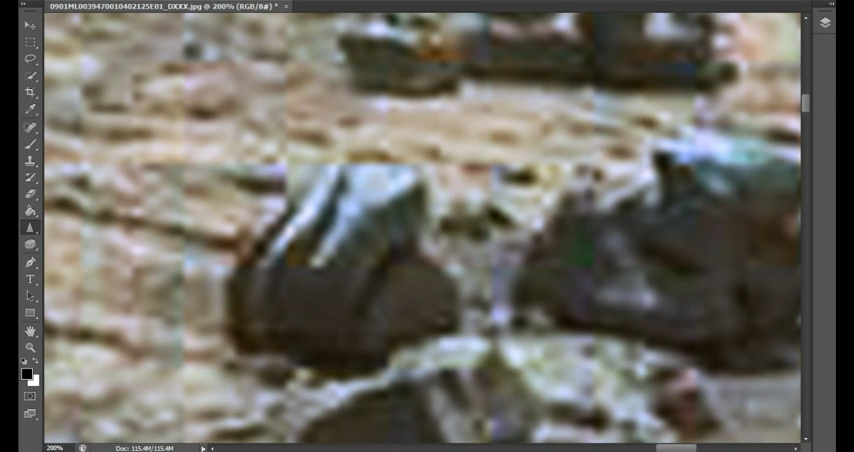 0901ML0039470010402125E01_DXXX.jpg @ 200% (RGB/8#) * ×
T
200% Doc: 115.4M/115.4M